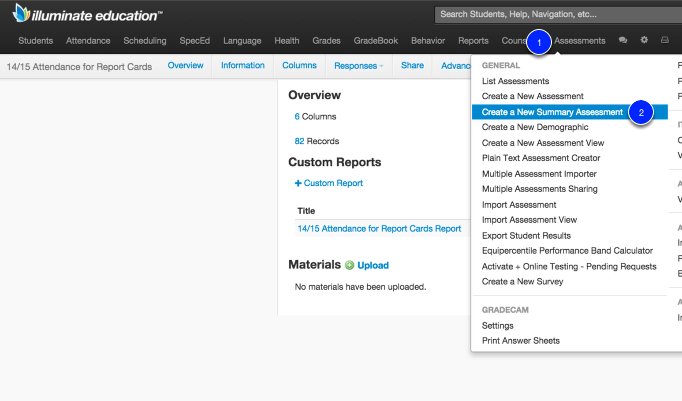 illuminate education™
Search Students, Help, Navigation, etc...
Students Attendance Scheduling SpecEd Language Health Grades GradeBook Behavior Reports Coun 1 Assessments
14/15 Attendance for Report Cards Overview Information Columns Responses Share Advanc
Overview
6 Columns
82 Records
Custom Reports
+ Custom Report
Title
14/15 Attendance for Report Cards Report
Materials Upload
No materials have been uploaded.
GENERAL
List Assessments
Create a New Assessment
Create a New Summary Assessment 2
Create a New Demographic
Create a New Assessment View
Plain Text Assessment Creator
Multiple Assessment Importer
Multiple Assessments Sharing
Import Assessment
Import Assessment View
Export Student Results
Equipercentile Performance Band Calculator
Activate + Online Testing - Pending Requests
Create a New Survey
GRADECAM
Settings
Print Answer Sheets